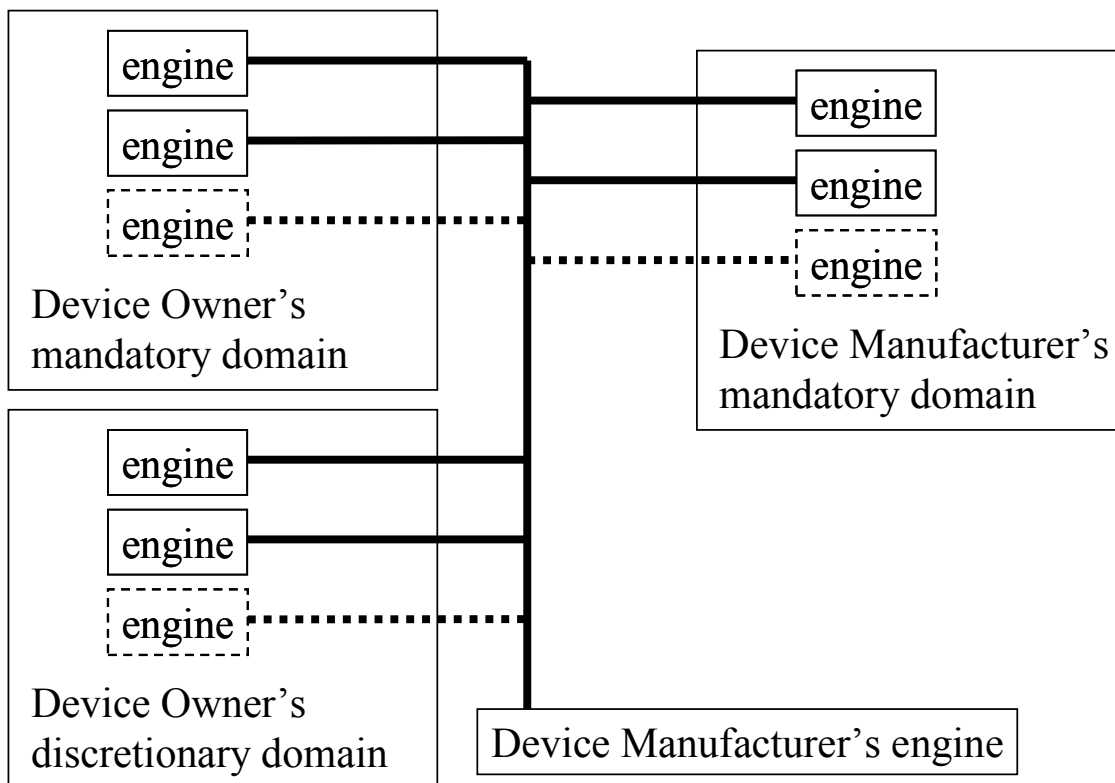 engine
engine
engine
Device Owner’s
mandatory domain
engine
engine
engine
Device Manufacturer’s
mandatory domain
engine
engine
engine
Device Owner’s
discretionary domain
Device Manufacturer’s engine